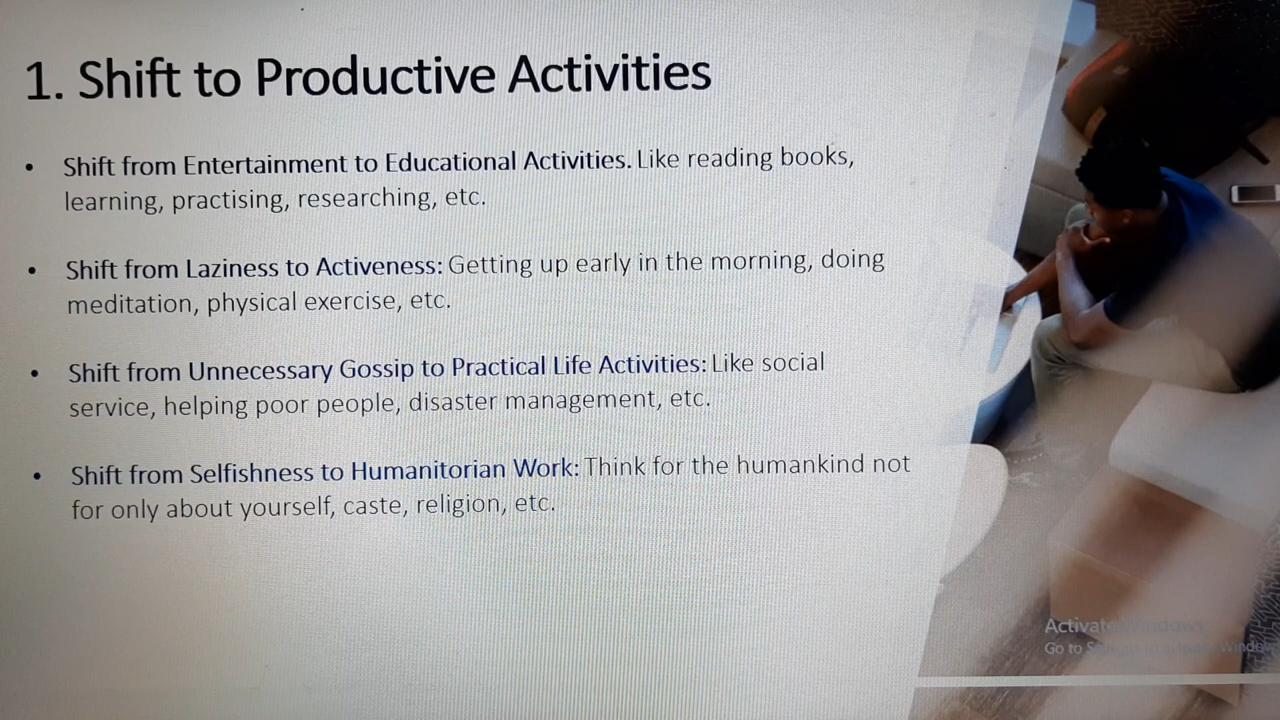 1. Shift to Productive Activities
• Shift from Entertainment to Educational Activities. Like reading books,
learning, practising, researching, etc.
• Shift from Laziness to Activeness: Getting up early in the morning, doing
meditation, physical exercise, etc.
• Shift from Unnecessary Gossip to Practical Life Activities: Like social
service, helping poor people, disaster management, etc.
• Shift from Selfishness to Humanitorian Work: Think for the humankind not
for only about yourself, caste, religion, etc.
Activate Windows
Go to